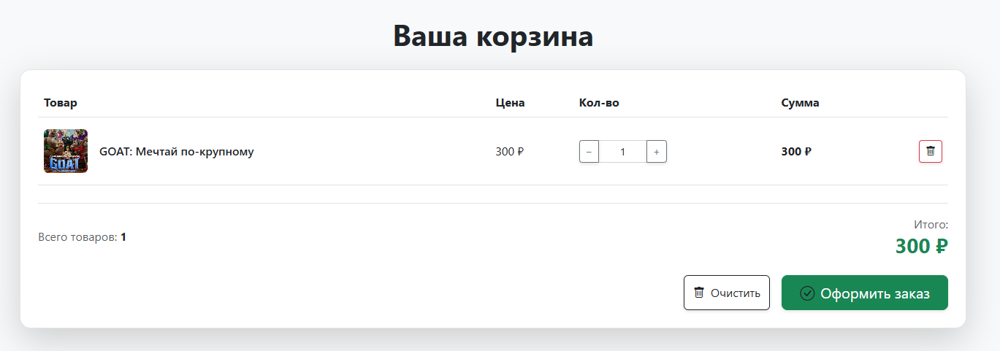 Ваша корзина
Товар Цена Кол-во Сумма
GOAT
GOAT: Мечтай по-крупному 300 ₽ − 1 + 300 ₽
Всего товаров: 1
Итого:
300 ₽
Очистить Оформить заказ